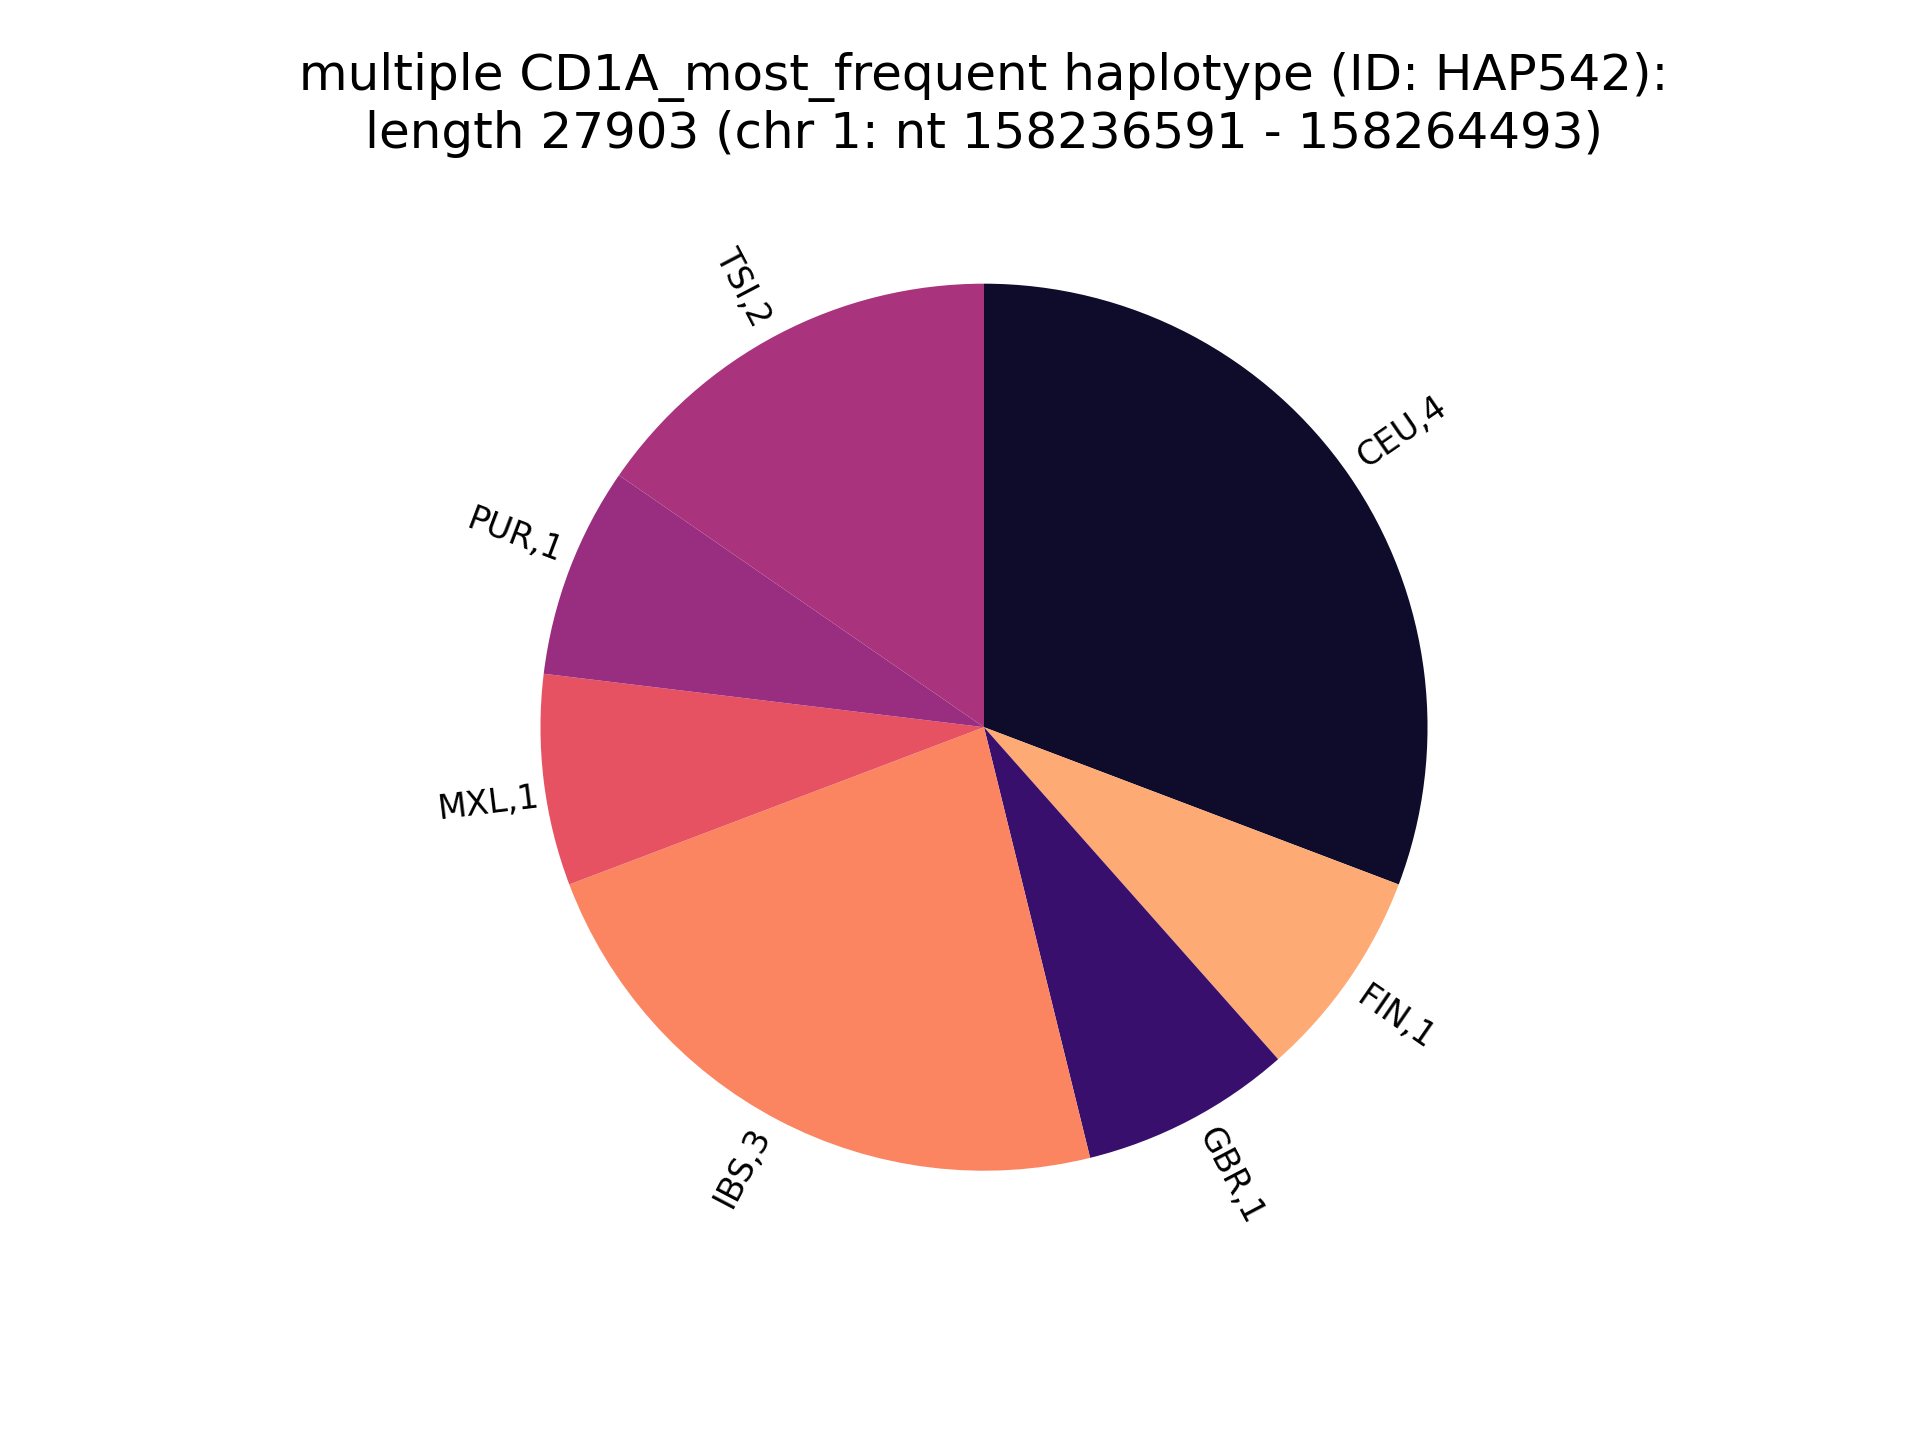 multiple CD1A_most_frequent haplotype (ID: HAP542):
length 27903 (chr 1: nt 158236591 - 158264493)
TSI,2
CEU,4
PUR,1
MXL,1
FIN,1
IBS,3
GBR,1